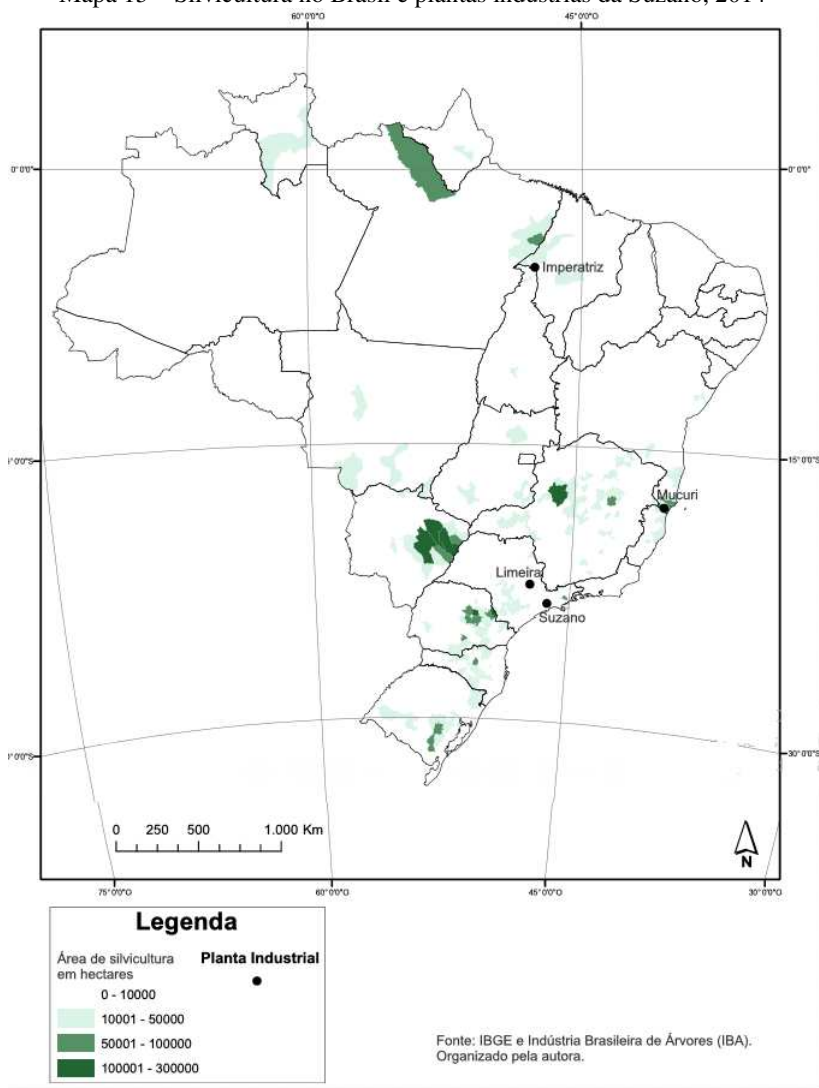 Mapa 15 – Silvicultura no Brasil e plantas industrias da Suzano, 2014
60°0'0"O 45°0'0"O
0°0'0" 0°0'0"
Imperatriz
15°0'0"S
Mucuri
Limeira
Suzano
30°0'0"S
0 250 500 1.000 Km
N
75°0'0"O 60°0'0"O 45°0'0"O 30°0'0"O
Legenda
Área de silvicultura
em hectares
Planta Industrial
0 - 10000
10001 - 50000
50001 - 100000
100001 - 300000
Fonte: IBGE e Indústria Brasileira de Árvores (IBA).
Organizado pela autora.